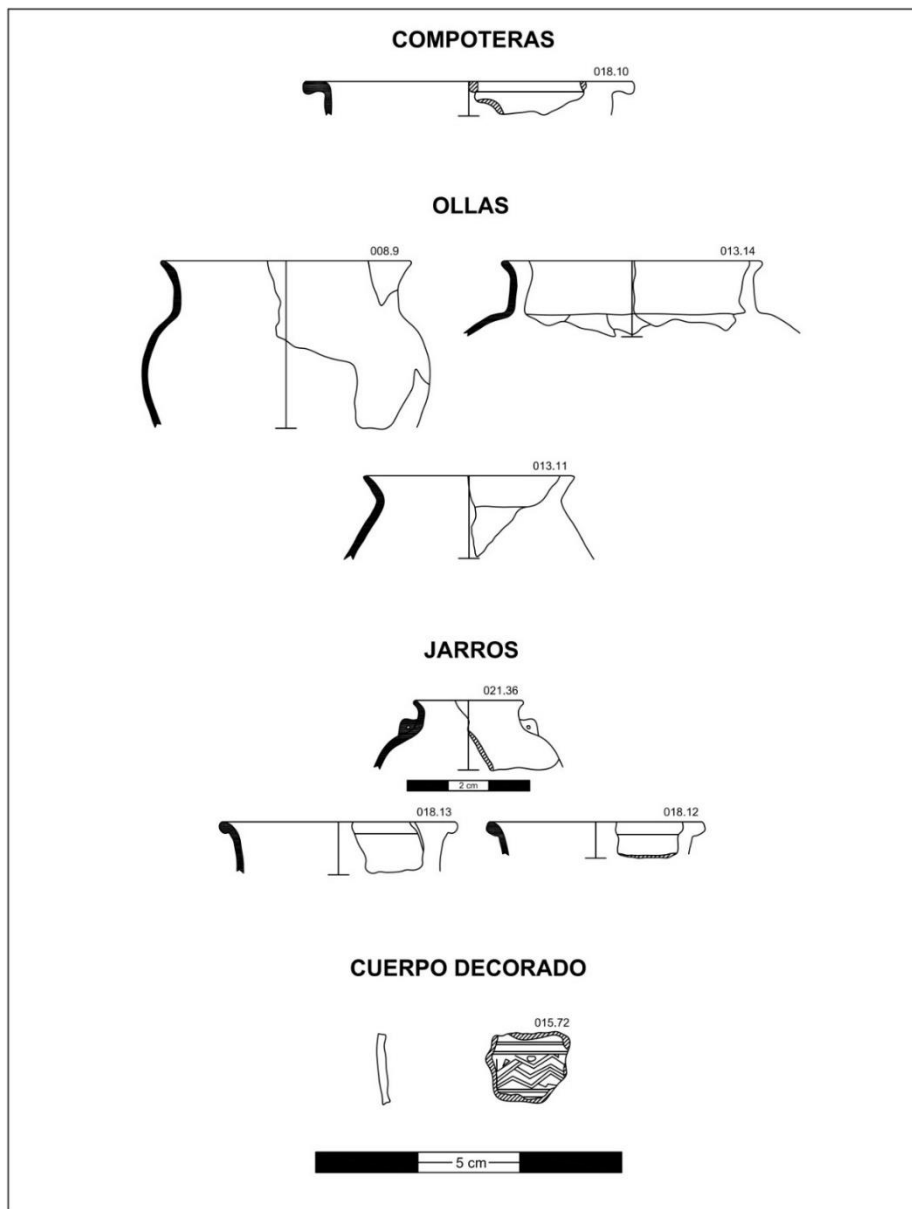 COMPOTERAS
018.10
OLLAS
008.9
013.14
013.11
JARROS
021.36
2 cm
018.13
018.12
CUERPO DECORADO
015.72
5 cm